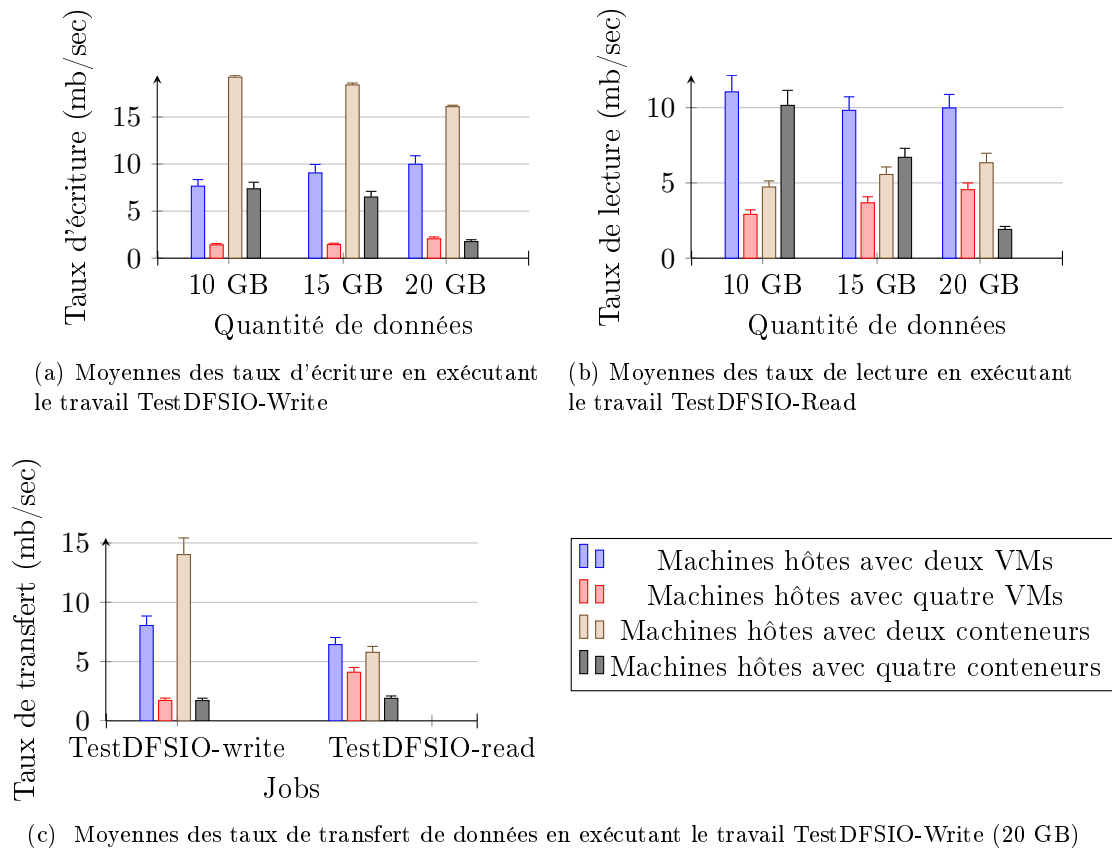 Taux d'écriture (mb/sec)
15
10
5
0
10 GB 15 GB 20 GB
Quantité de données
(a) Moyennes des taux d'écriture en exécutant
le travail TestDFSIO-Write
Taux de lecture (mb/sec)
10
5
0
10 GB 15 GB 20 GB
Quantité de données
(b) Moyennes des taux de lecture en exécutant
le travail TestDFSIO-Read
Taux de transfert (mb/sec)
15
10
5
0
TestDFSIO-write TestDFSIO-read
Jobs
Machines hôtes avec deux VMs
Machines hôtes avec quatre VMs
Machines hôtes avec deux conteneurs
Machines hôtes avec quatre conteneurs
(c) Moyennes des taux de transfert de données en exécutant le travail TestDFSIO-Write (20 GB)